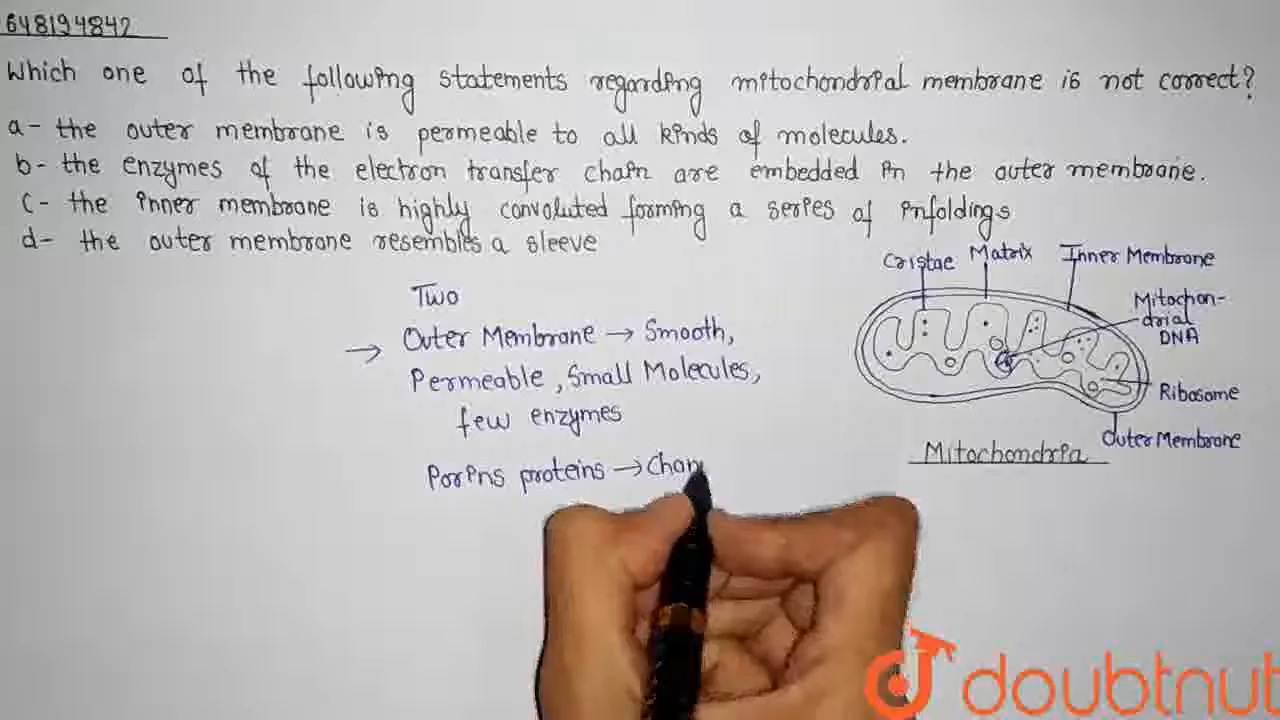 648194842
Which one of the following statements regarding mitochondrial membrane is not correct?
a- the outer membrane is permeable to all kinds of molecules.
b- the enzymes of the electron transfer chain are embedded in the outer membrane.
c- the inner membrane is highly convoluted forming a series of infoldings
d- the outer membrane resembles a sleeve
Two
→ Outer Membrane → Smooth,
Permeable, Small Molecules,
few enzymes
Porins proteins → Chan
Cristae
Matrix
Inner Membrane
Mitochon-
drial
DNA
Ribosome
Outer Membrane
Mitochondria
doubtnut